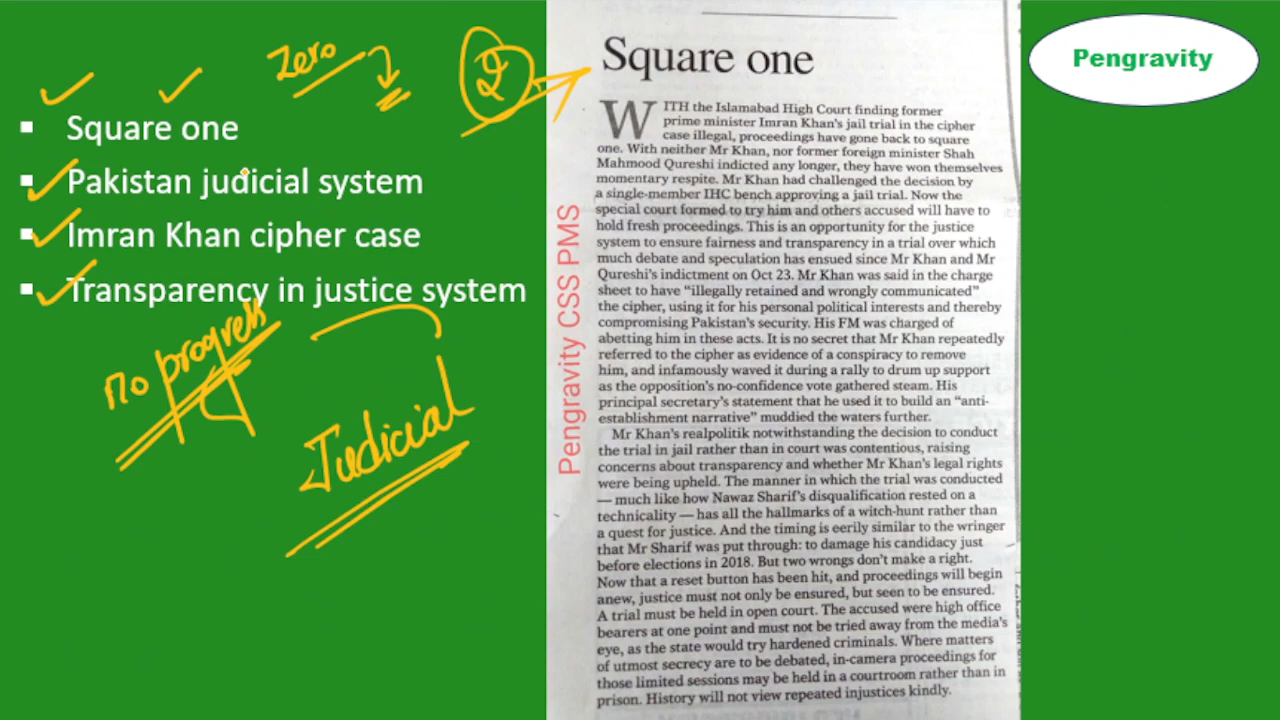 Zero
2
Square one
Pakistan judicial system
Imran Khan cipher case
Transparency in justice system
no progress
Judicial
Pengravity CSS PMS
Square one
WITH the Islamabad High Court finding former
prime minister Imran Khan's jail trial in the cipher
case illegal, proceedings have gone back to square
one. With neither Mr Khan, nor former foreign minister Shah
Mahmood Qureshi indicted any longer, they have won themselves
momentary respite. Mr Khan had challenged the decision by
a single-member IHC bench approving a jail trial. Now the
special court formed to try him and others accused will have to
hold fresh proceedings. This is an opportunity for the justice
system to ensure fairness and transparency in a trial over which
much debate and speculation has ensued since Mr Khan and Mr
Qureshi's indictment on Oct 23. Mr Khan was said in the charge
sheet to have “illegally retained and wrongly communicated”
the cipher, using it for his personal political interests and thereby
compromising Pakistan's security. His FM was charged of
abetting him in these acts. It is no secret that Mr Khan repeatedly
referred to the cipher as evidence of a conspiracy to remove
him, and infamously waved it during a rally to drum up support
as the opposition's no-confidence vote gathered steam. His
principal secretary's statement that he used it to build an “anti-
establishment narrative” muddied the waters further.
Mr Khan's realpolitik notwithstanding the decision to conduct
the trial in jail rather than in court was contentious, raising
concerns about transparency and whether Mr Khan's legal rights
were being upheld. The manner in which the trial was conducted
— much like how Nawaz Sharif's disqualification rested on a
technicality — has all the hallmarks of a witch-hunt rather than
a quest for justice. And the timing is eerily similar to the wringer
that Mr Sharif was put through: to damage his candidacy just
before elections in 2018. But two wrongs don't make a right.
Now that a reset button has been hit, and proceedings will begin
anew, justice must not only be ensured, but seen to be ensured.
A trial must be held in open court. The accused were high office
bearers at one point and must not be tried away from the media's
eye, as the state would try hardened criminals. Where matters
of utmost secrecy are to be debated, in-camera proceedings for
those limited sessions may be held in a courtroom rather than in
prison. History will not view repeated injustices kindly.
Pengravity